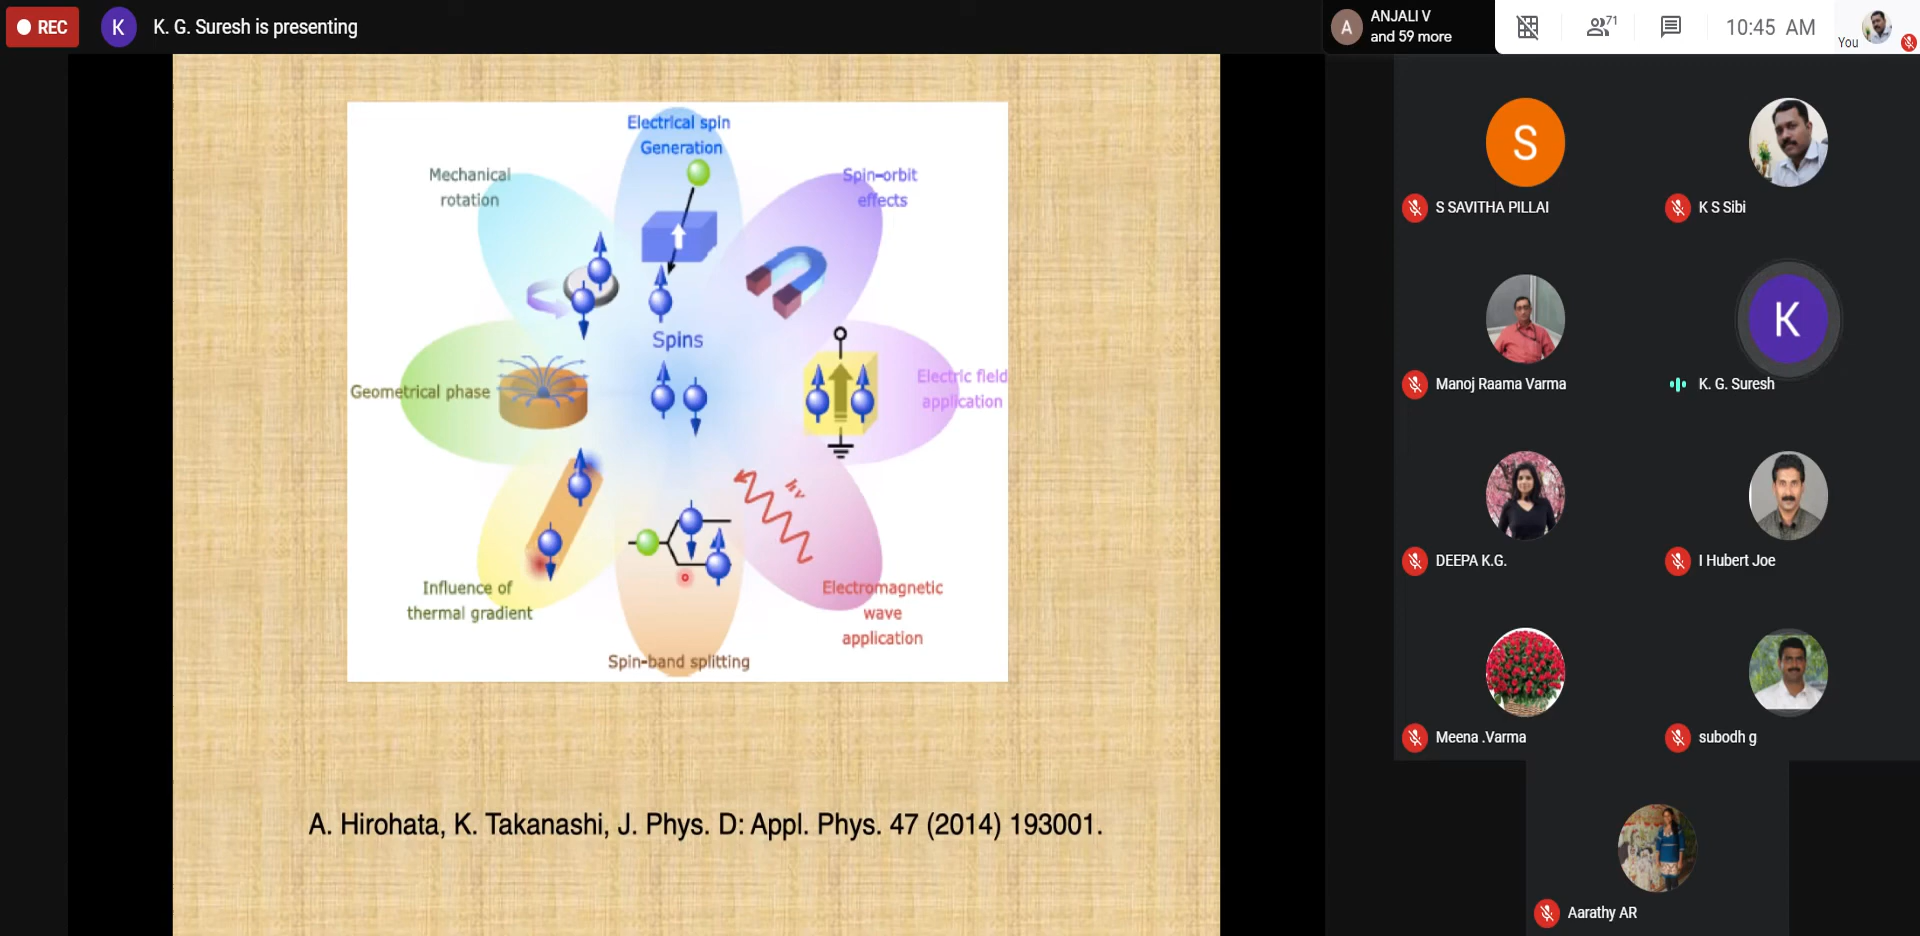 REC
K
K. G. Suresh is presenting
A
ANJALI V
and 59 more
71
10:45 AM
You
Electrical spin
Generation
Mechanical
rotation
Spin-orbit
effects
Spins
Geometrical phase
Electric field
application
hν
Influence of
thermal gradient
Electromagnetic
wave
application
Spin-band splitting
A. Hirohata, K. Takanashi, J. Phys. D: Appl. Phys. 47 (2014) 193001.
S
S SAVITHA PILLAI
K S Sibi
Manoj Raama Varma
K
K. G. Suresh
DEEPA K.G.
I Hubert Joe
Meena .Varma
subodh g
Aarathy AR